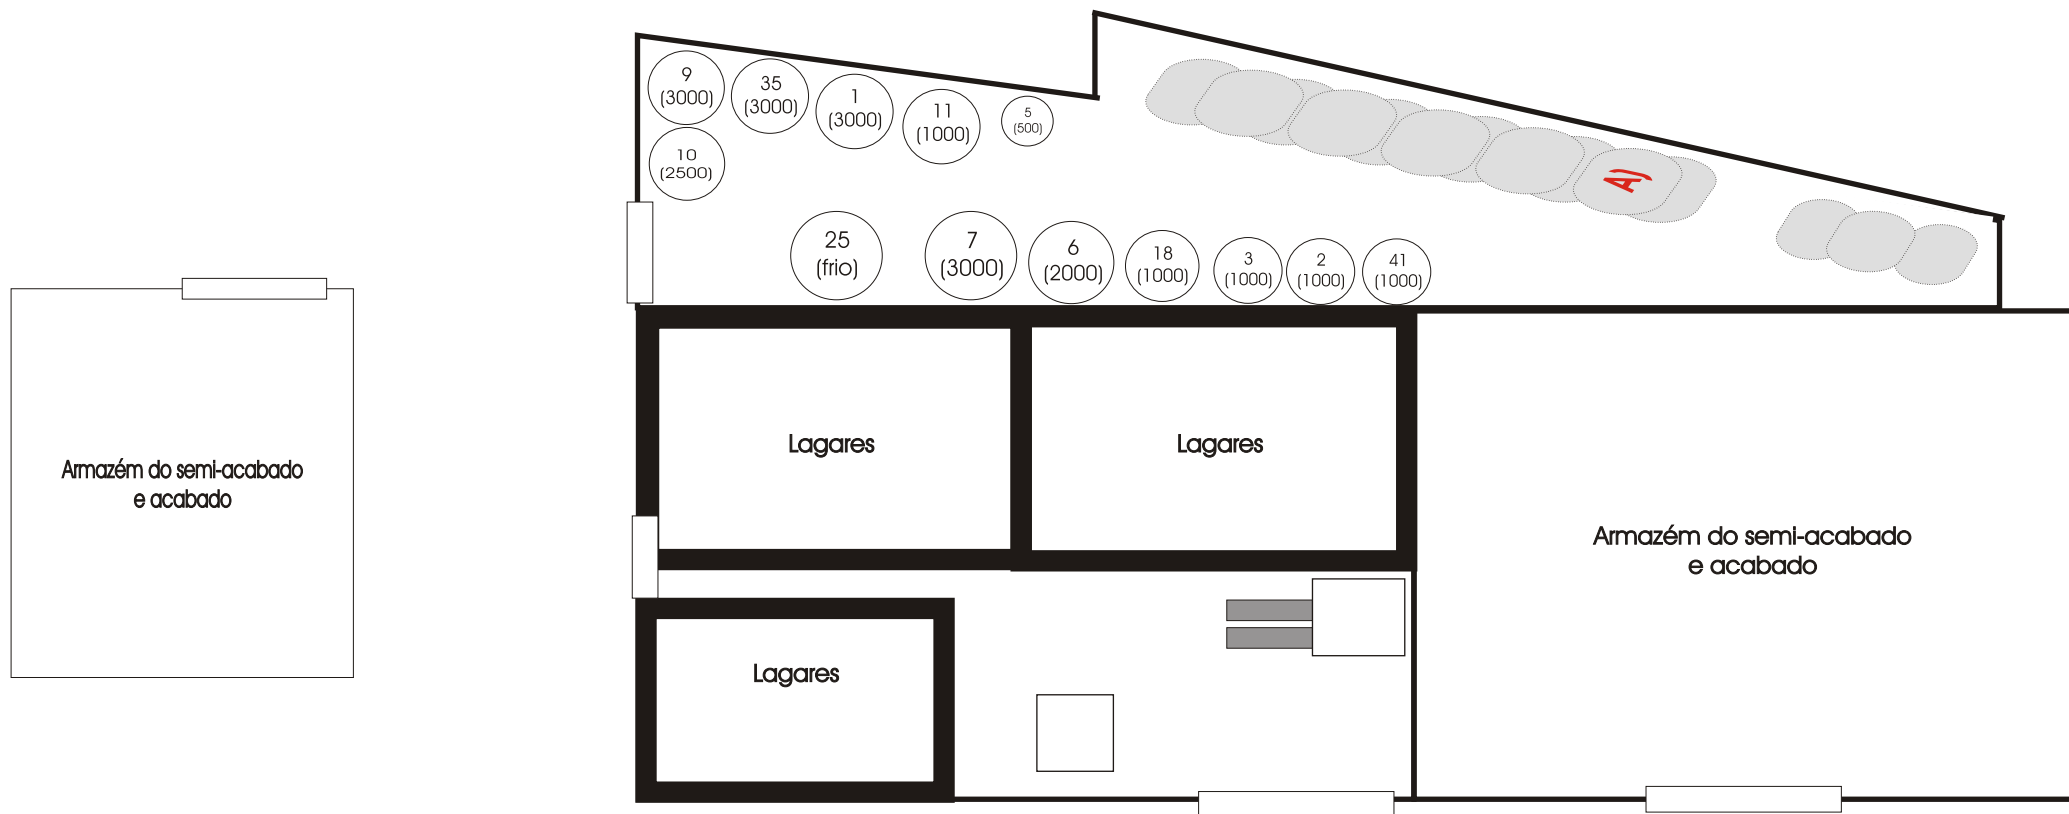 9
(3000)
35
(3000)
1
(3000)
11
(1000)
5
(500)
10
(2500)
A)
25
(frio)
7
(3000)
6
(2000)
18
(1000)
3
(1000)
2
(1000)
41
(1000)
Lagares
Lagares
Armazém do semi-acabado
e acabado
Armazém do semi-acabado
e acabado
Lagares